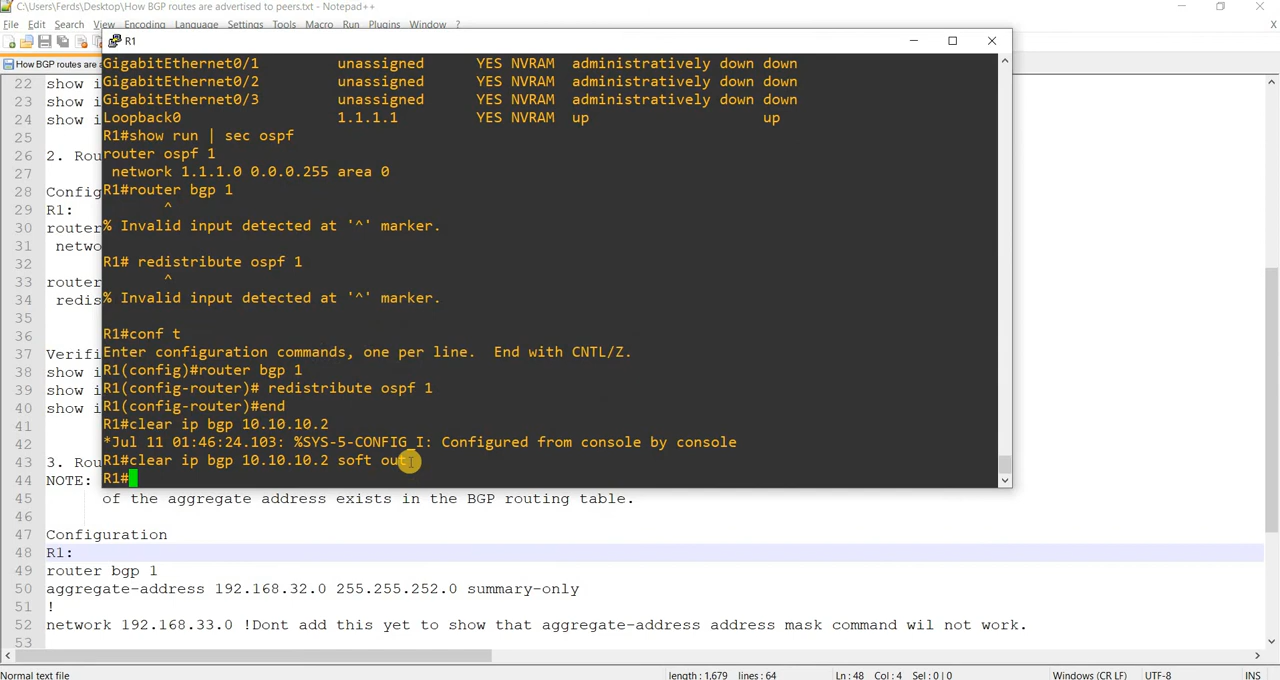 C:\Users\Ferds\Desktop\How BGP routes are advertised to peers.txt - Notepad++
File Edit Search View Encoding Language Settings Tools Macro Run Plugins Window ?
X
How BGP routes are a
R1
GigabitEthernet0/1 unassigned YES NVRAM administratively down down
GigabitEthernet0/2 unassigned YES NVRAM administratively down down
GigabitEthernet0/3 unassigned YES NVRAM administratively down down
Loopback0 1.1.1.1 YES NVRAM up up
R1#show run | sec ospf
router ospf 1
network 1.1.1.0 0.0.0.255 area 0
R1#router bgp 1
^
% Invalid input detected at '^' marker.
R1# redistribute ospf 1
^
% Invalid input detected at '^' marker.
R1#conf t
Enter configuration commands, one per line. End with CNTL/Z.
R1(config)#router bgp 1
R1(config-router)# redistribute ospf 1
R1(config-router)#end
R1#clear ip bgp 10.10.10.2
*Jul 11 01:46:24.103: %SYS-5-CONFIG_I: Configured from console by console
R1#clear ip bgp 10.10.10.2 soft out
R1#
22 show i
23 show i
24 show i
25
26 2. Rou
27
28 Config
29 R1:
30 router
31 netwo
32
33 router
34 redis
35
36
37 Verifi
38 show i
39 show i
40 show i
41
42
43 3. Rou
44 NOTE:
45 of the aggregate address exists in the BGP routing table.
46
47 Configuration
48 R1:
49 router bgp 1
50 aggregate-address 192.168.32.0 255.255.252.0 summary-only
51 !
52 network 192.168.33.0 !Dont add this yet to show that aggregate-address address mask command wil not work.
53
Normal text file length : 1,679 lines : 64 Ln : 48 Col : 4 Sel : 0 | 0 Windows (CR LF) UTF-8 INS